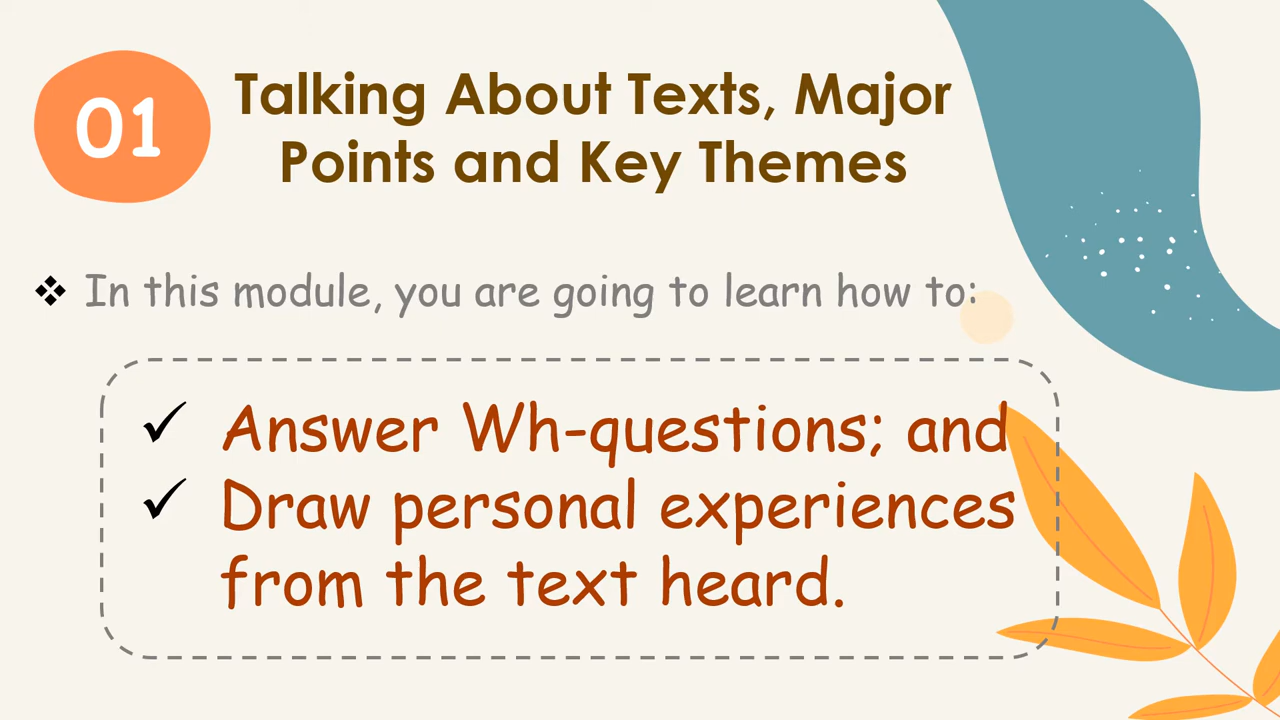 01
Talking About Texts, Major
Points and Key Themes
❖ In this module, you are going to learn how to:
✓ Answer Wh-questions; and
✓ Draw personal experiences
from the text heard.